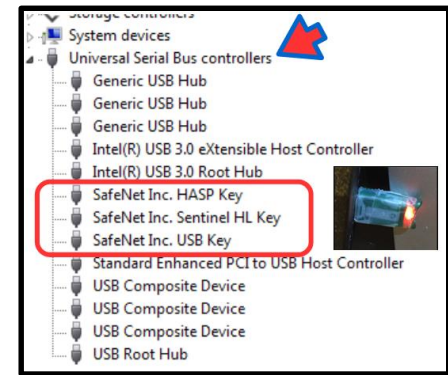 Storage controllers
System devices
Universal Serial Bus controllers
Generic USB Hub
Generic USB Hub
Generic USB Hub
Intel(R) USB 3.0 eXtensible Host Controller
Intel(R) USB 3.0 Root Hub
SafeNet Inc. HASP Key
SafeNet Inc. Sentinel HL Key
SafeNet Inc. USB Key
Standard Enhanced PCI to USB Host Controller
USB Composite Device
USB Composite Device
USB Composite Device
USB Root Hub